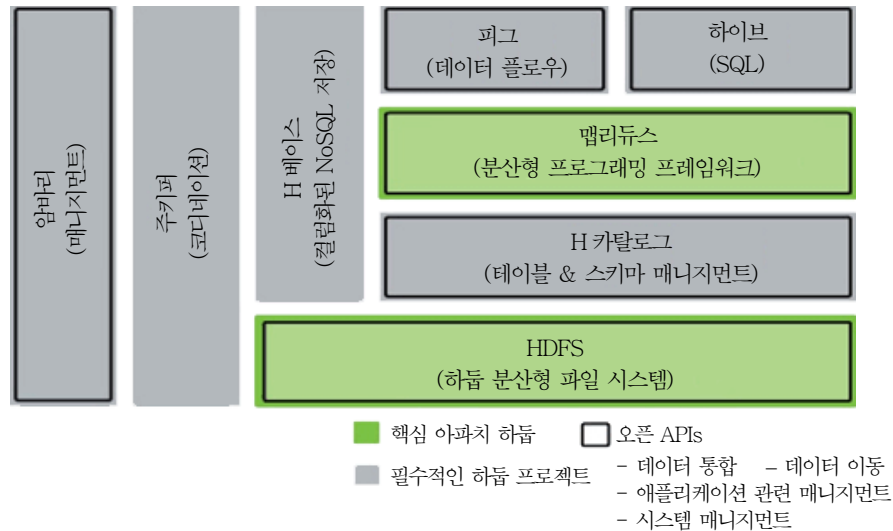 암바리
(매니지먼트)
주키퍼
(코디네이션)
H 베이스
(컬럼화된 NoSQL 저장)
피그
(데이터 플로우)
하이브
(SQL)
맵리듀스
(분산형 프로그래밍 프레임워크)
H 카탈로그
(테이블 & 스키마 매니지먼트)
HDFS
(하둡 분산형 파일 시스템)
핵심 아파치 하둡
필수적인 하둡 프로젝트
오픈 APIs
- 데이터 통합 - 데이터 이동
- 애플리케이션 관련 매니지먼트
- 시스템 매니지먼트